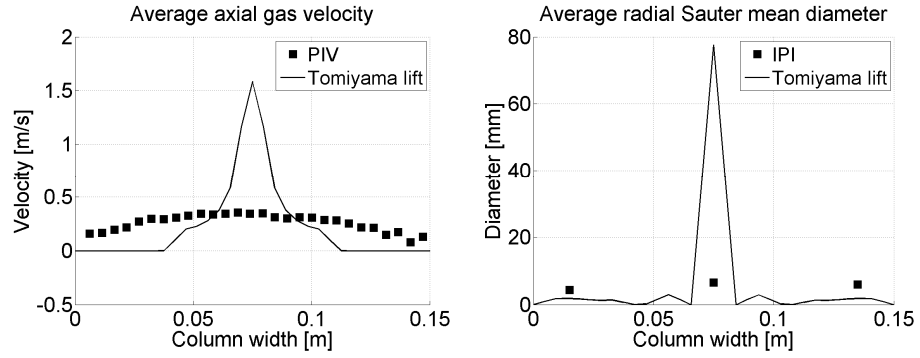 Average axial gas velocity
2
1.5
1
0.5
0
-0.5
Velocity [m/s]
PIV
Tomiyama lift
0
0.05
0.1
0.15
Column width [m]
Average radial Sauter mean diameter
80
60
40
20
0
Diameter [mm]
IPI
Tomiyama lift
0
0.05
0.1
0.15
Column width [m]